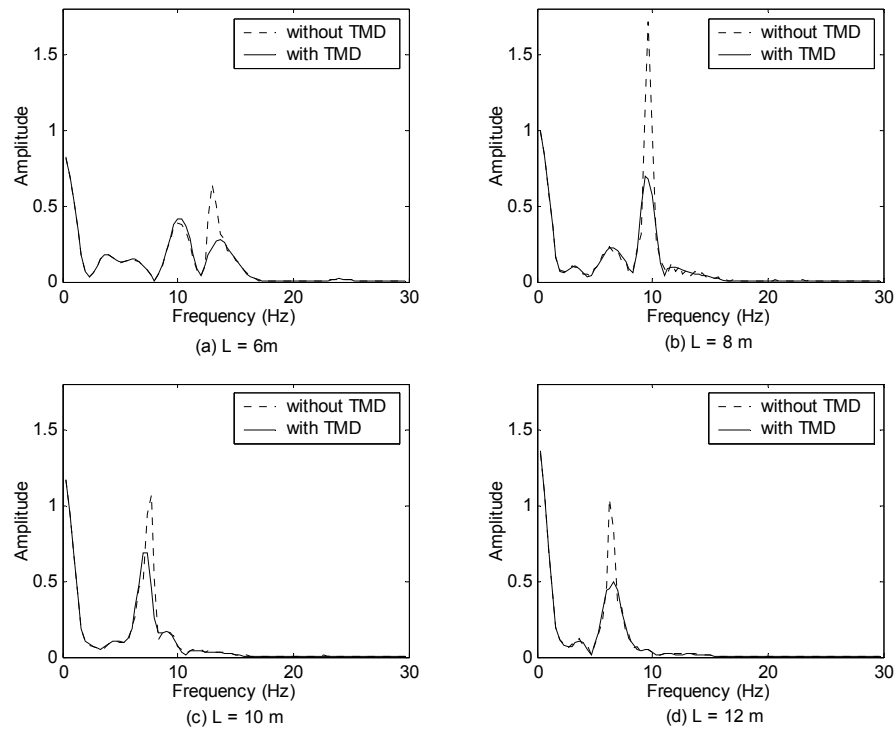 1.5
1
0.5
0
Amplitude
without TMD
with TMD
0 10 20 30
Frequency (Hz)
(a) L = 6m
1.5
1
0.5
0
Amplitude
without TMD
with TMD
0 10 20 30
Frequency (Hz)
(b) L = 8 m
1.5
1
0.5
0
Amplitude
without TMD
with TMD
0 10 20 30
Frequency (Hz)
(c) L = 10 m
1.5
1
0.5
0
Amplitude
without TMD
with TMD
0 10 20 30
Frequency (Hz)
(d) L = 12 m